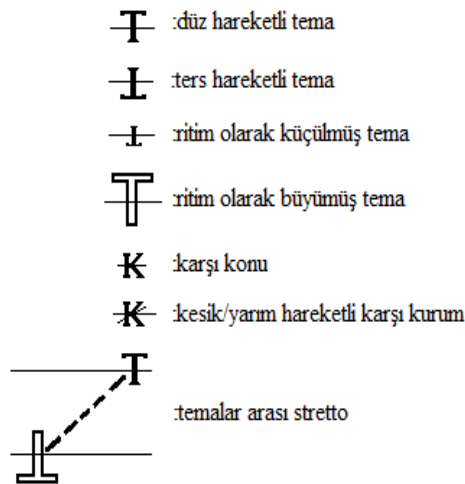 T :düz hareketli tema
T :ters hareketli tema
T :ritim olarak küçülmüş tema
T :ritim olarak büyümüş tema
K :karşı konu
K :kesik/yarım hareketli karşı kurum
T
:temalar arası stretto
T